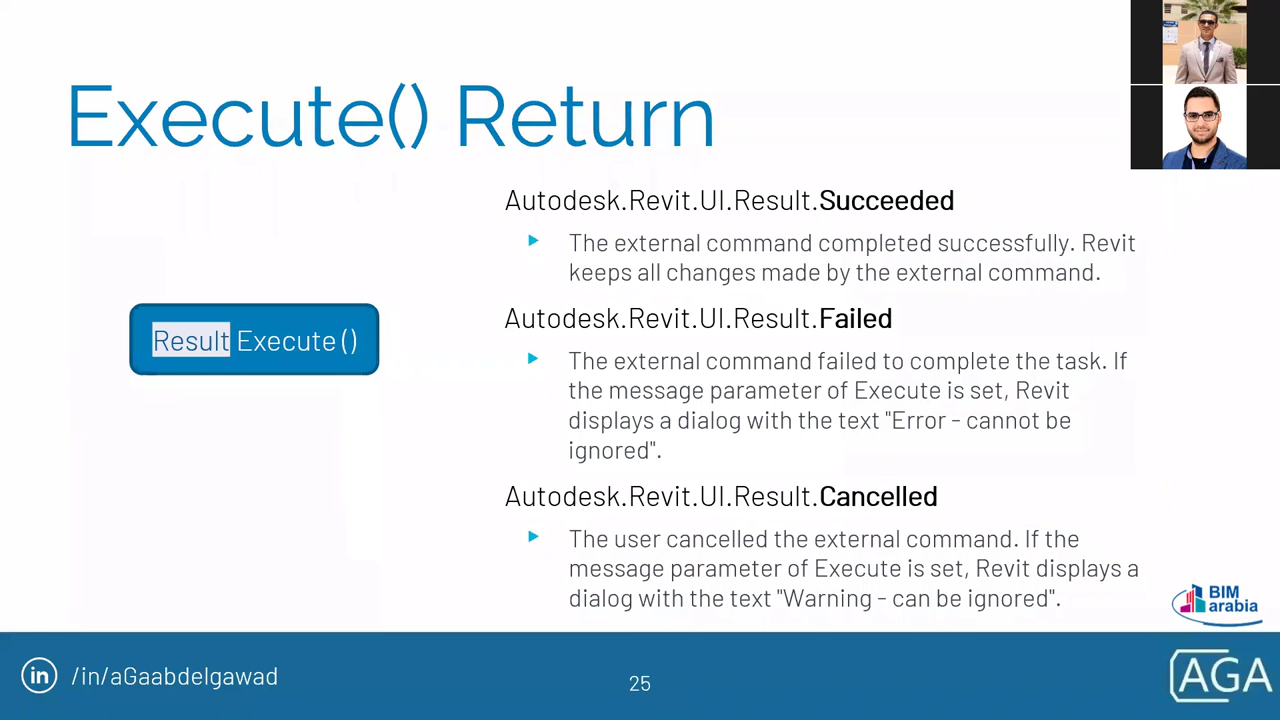 Execute() Return
Autodesk.Revit.UI.Result.Succeeded
The external command completed successfully. Revit
keeps all changes made by the external command.
Result Execute()
Autodesk.Revit.UI.Result.Failed
The external command failed to complete the task. If
the message parameter of Execute is set, Revit
displays a dialog with the text "Error - cannot be
ignored".
Autodesk.Revit.UI.Result.Cancelled
The user cancelled the external command. If the
message parameter of Execute is set, Revit displays a
dialog with the text "Warning - can be ignored".
BIM
arabia
in /in/aGaabdelgawad
25
AGA